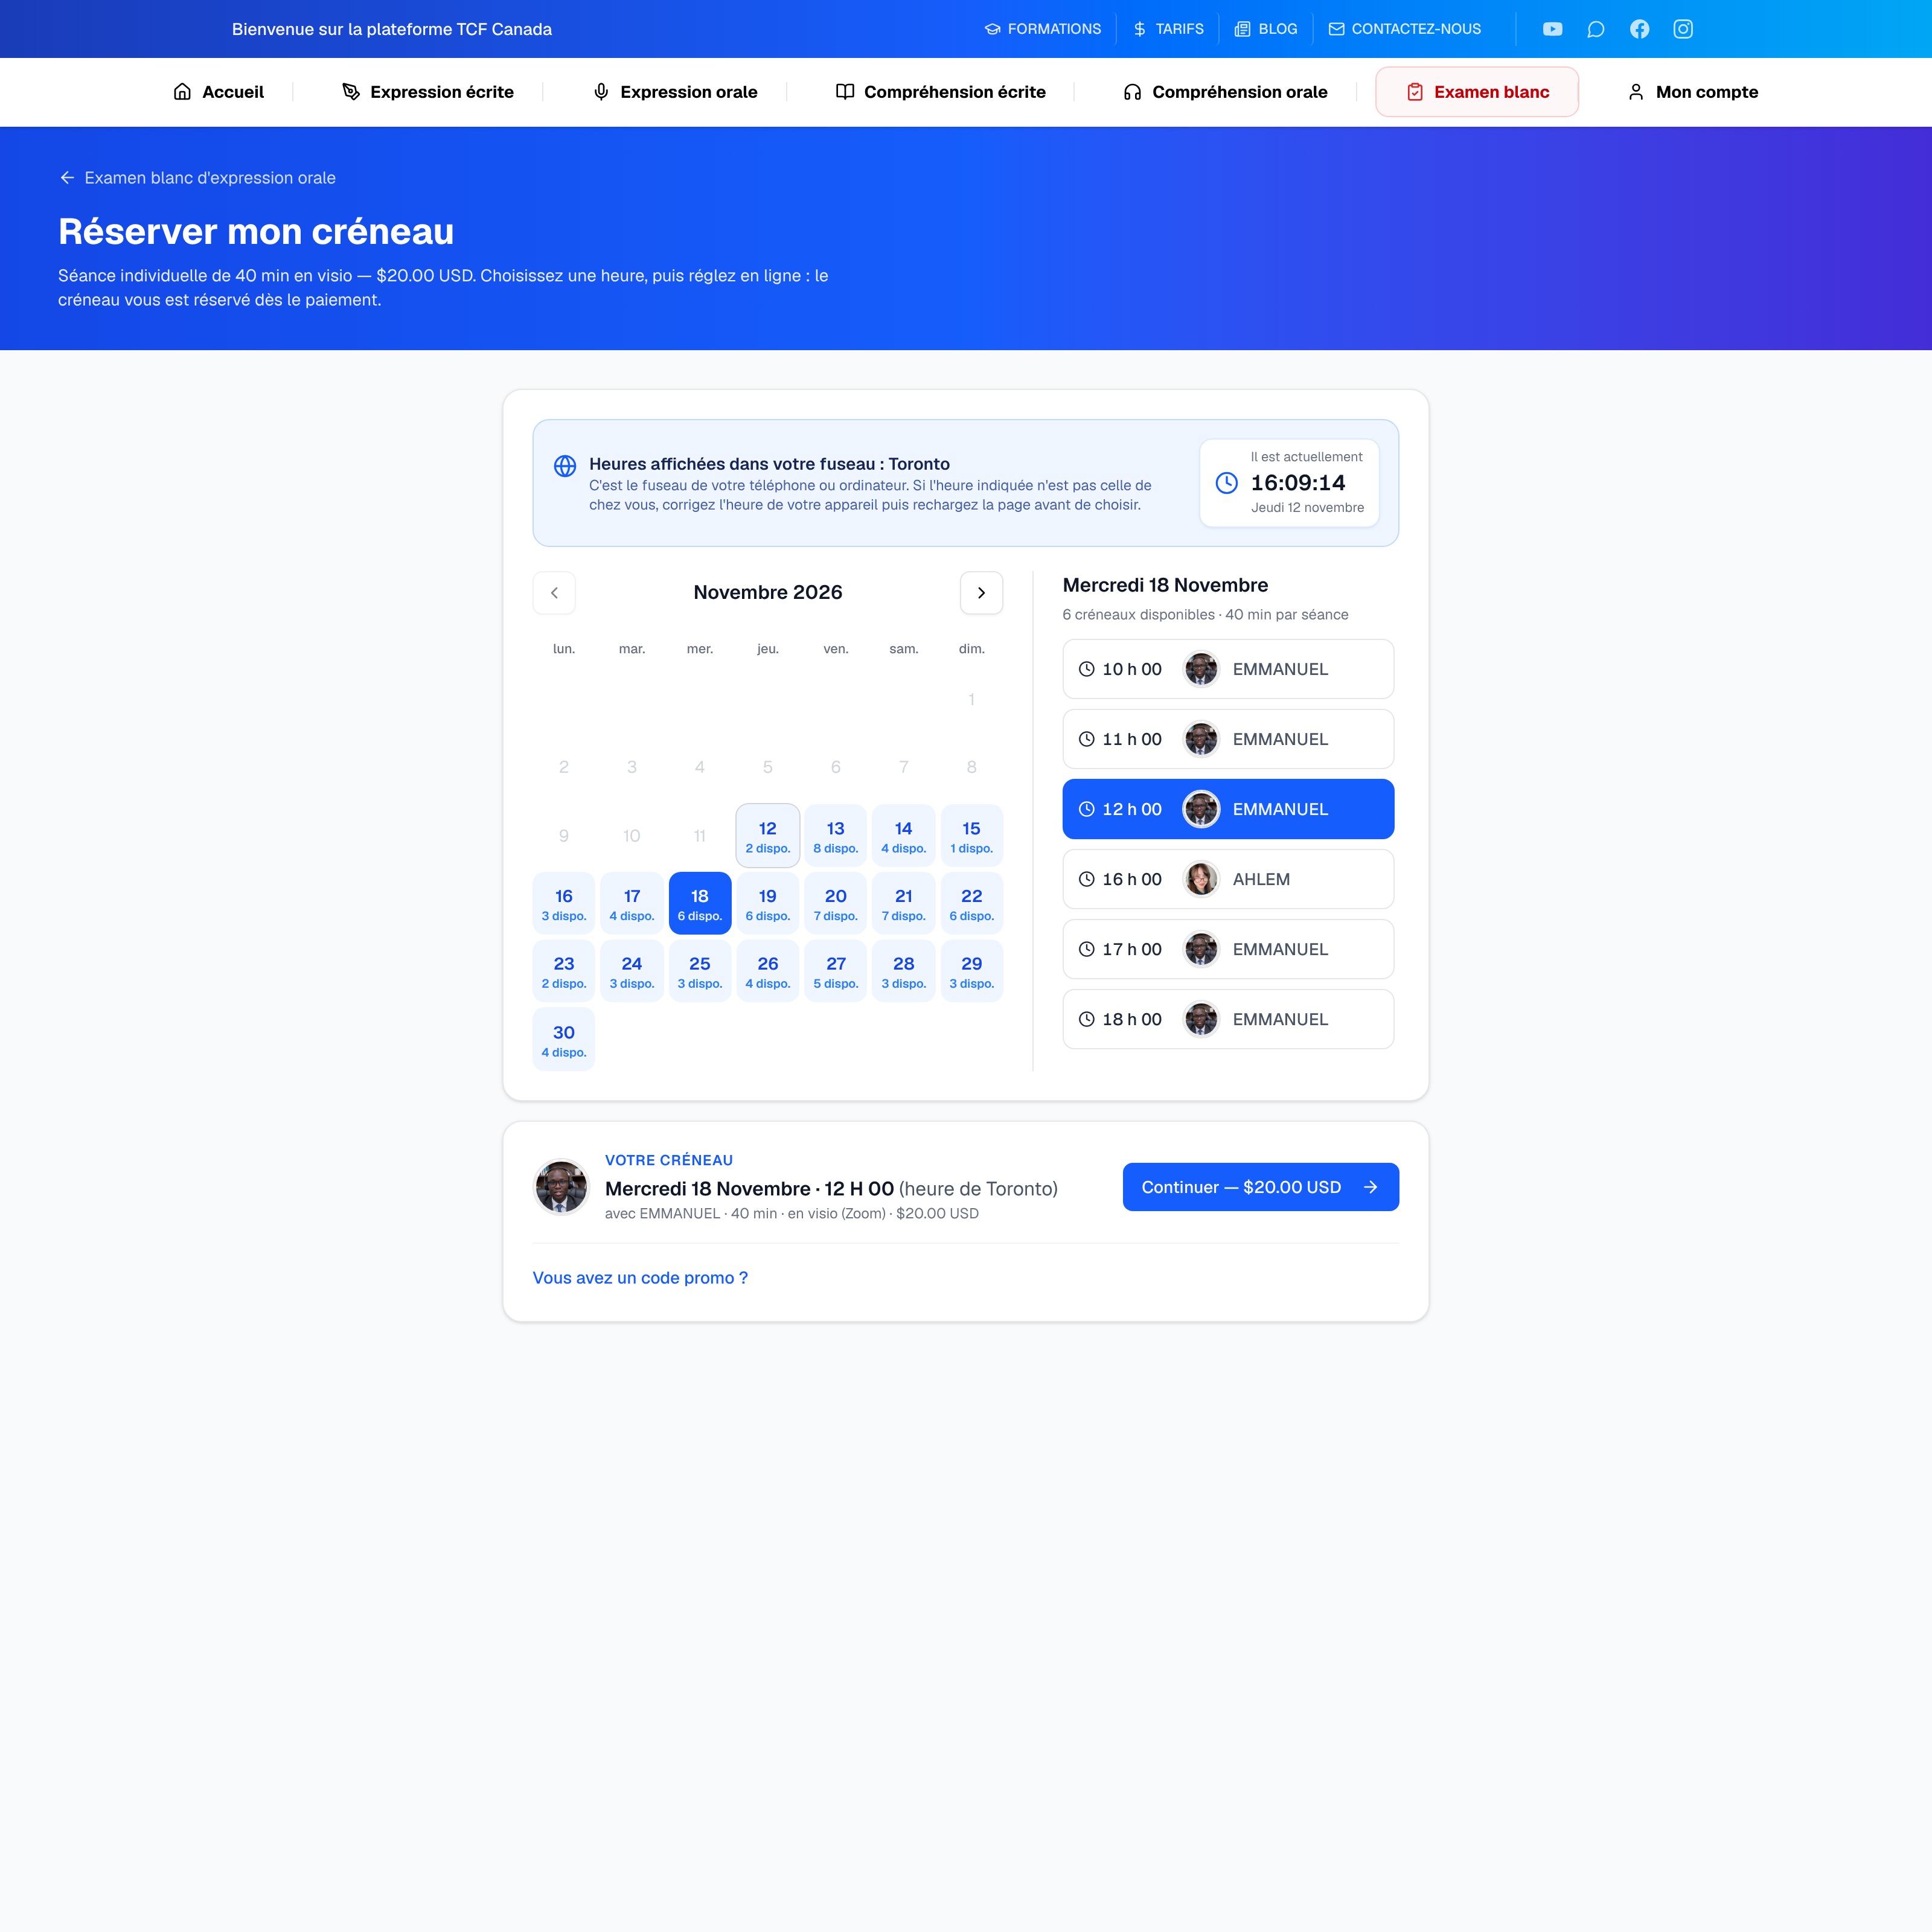 Bienvenue sur la plateforme TCF Canada
FORMATIONS
TARIFS
BLOG
CONTACTEZ-NOUS
Accueil
Expression écrite
Expression orale
Compréhension écrite
Compréhension orale
Examen blanc
Mon compte
Examen blanc d'expression orale
Réserver mon créneau
Séance individuelle de 40 min en visio — $20.00 USD. Choisissez une heure, puis réglez en ligne : le
créneau vous est réservé dès le paiement.
Heures affichées dans votre fuseau : Toronto
C'est le fuseau de votre téléphone ou ordinateur. Si l'heure indiquée n'est pas celle de
chez vous, corrigez l'heure de votre appareil puis rechargez la page avant de choisir.
Il est actuellement
16:09:14
Jeudi 12 novembre
Novembre 2026
lun. mar. mer. jeu. ven. sam. dim.
1
2 3 4 5 6 7 8
9 10 11 12 13 14 15
2 dispo. 8 dispo. 4 dispo. 1 dispo.
16 17 18 19 20 21 22
3 dispo. 4 dispo. 6 dispo. 6 dispo. 7 dispo. 7 dispo. 6 dispo.
23 24 25 26 27 28 29
2 dispo. 3 dispo. 3 dispo. 4 dispo. 5 dispo. 3 dispo. 3 dispo.
30
4 dispo.
Mercredi 18 Novembre
6 créneaux disponibles · 40 min par séance
10 h 00 EMMANUEL
11 h 00 EMMANUEL
12 h 00 EMMANUEL
16 h 00 AHLEM
17 h 00 EMMANUEL
18 h 00 EMMANUEL
VOTRE CRÉNEAU
Mercredi 18 Novembre · 12 H 00 (heure de Toronto)
avec EMMANUEL · 40 min · en visio (Zoom) · $20.00 USD
Continuer — $20.00 USD
Vous avez un code promo ?